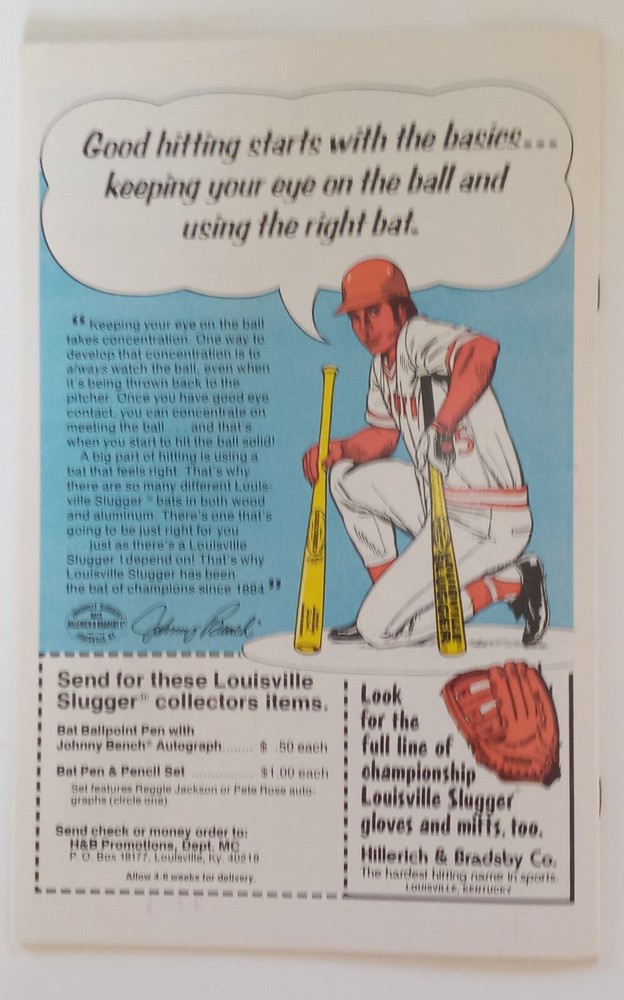 Good hitting starts with the basics...
keeping your eye on the ball and
using the right bat.
“Keeping your eye on the ball
takes concentration. One way to
develop that concentration is to
always watch the ball, even when
it's being thrown back to the
pitcher. Once you have good eye
contact, you can concentrate on
meeting the ball . . . and that's
when you start to hit the ball solid!
A big part of hitting is using a
bat that feels right. That's why
there are so many different Louis-
ville Slugger® bats in both wood
and aluminum. There's one that's
going to be just right for you
just as there's a Louisville
Slugger I depend on! That's why
Louisville Slugger has been
the bat of champions since 1884.”
Johnny Bench
SLUGGER
Send for these Louisville
Slugger® collectors items.
Bat Ballpoint Pen with
Johnny Bench® Autograph....... $ .50 each
Bat Pen & Pencil Set ................ $1.00 each
Set features Reggie Jackson or Pete Rose auto-
graphs (circle one).
Send check or money order to:
H&B Promotions, Dept. MC
P. O. Box 18177, Louisville, Ky. 40218
Allow 4-6 weeks for delivery.
Look
for the
full line of
championship
Louisville Slugger
gloves and mitts, too.
Hillerich & Bradsby Co.
The hardest hitting name in sports.
LOUISVILLE, KENTUCKY